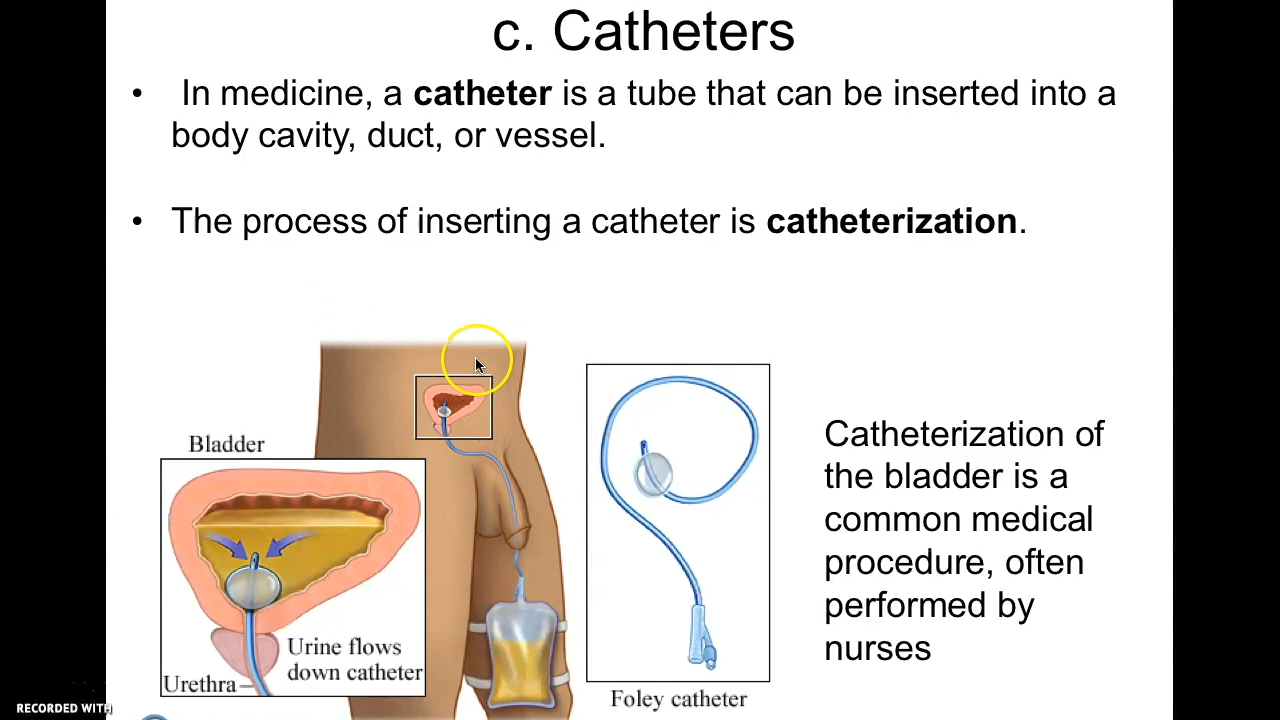 c. Catheters
• In medicine, a catheter is a tube that can be inserted into a
body cavity, duct, or vessel.
• The process of inserting a catheter is catheterization.
Bladder
Urine flows
down catheter
Urethra
Foley catheter
Catheterization of
the bladder is a
common medical
procedure, often
performed by
nurses
RECORDED WITH